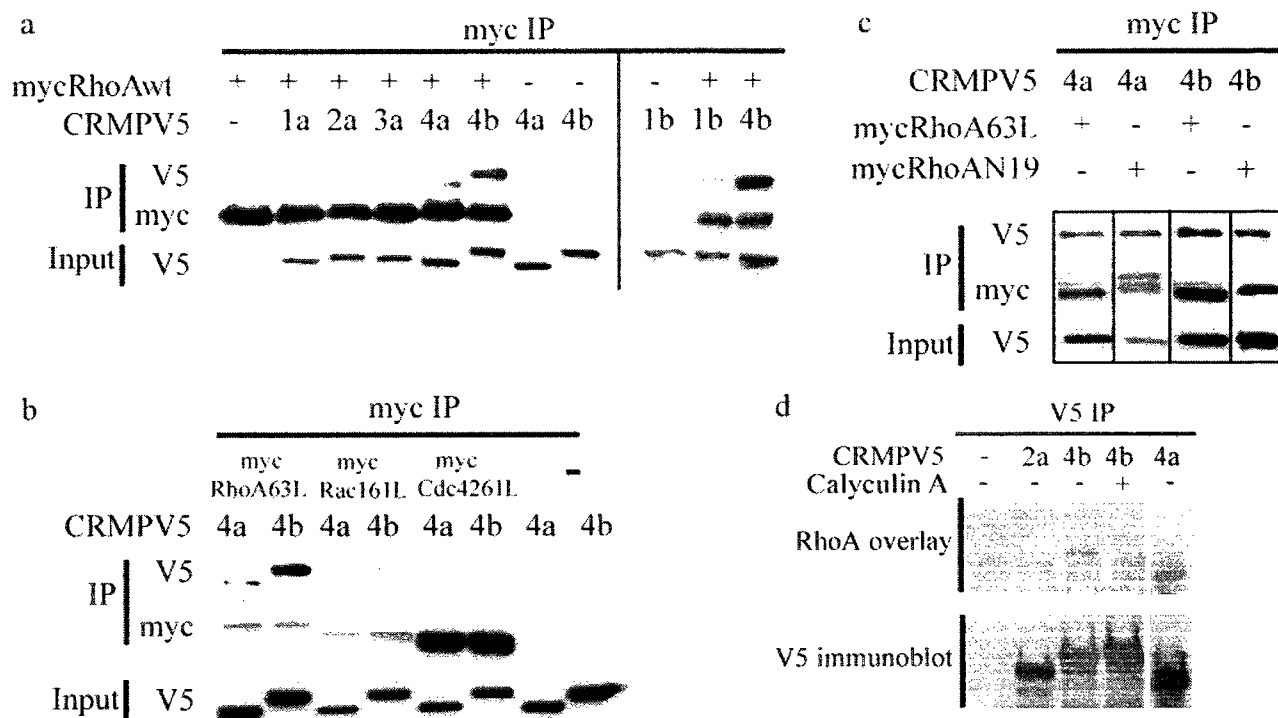 a
myc IP
mycRhoAwt + + + + + + - - - + +
CRMPV5 - 1a 2a 3a 4a 4b 4a 4b 1b 1b 4b
IP V5
myc
Input V5
c
myc IP
CRMPV5 4a 4a 4b 4b
mycRhoA63L + - + -
mycRhoAN19 - + - +
IP V5
myc
Input V5
b
myc IP
myc RhoA63L myc Rac161L myc Cdc4261L -
CRMPV5 4a 4b 4a 4b 4a 4b 4a 4b
IP V5
myc
Input V5
d
V5 IP
CRMPV5 - 2a 4b 4b 4a
Calyculin A - - - + -
RhoA overlay
V5 immunoblot